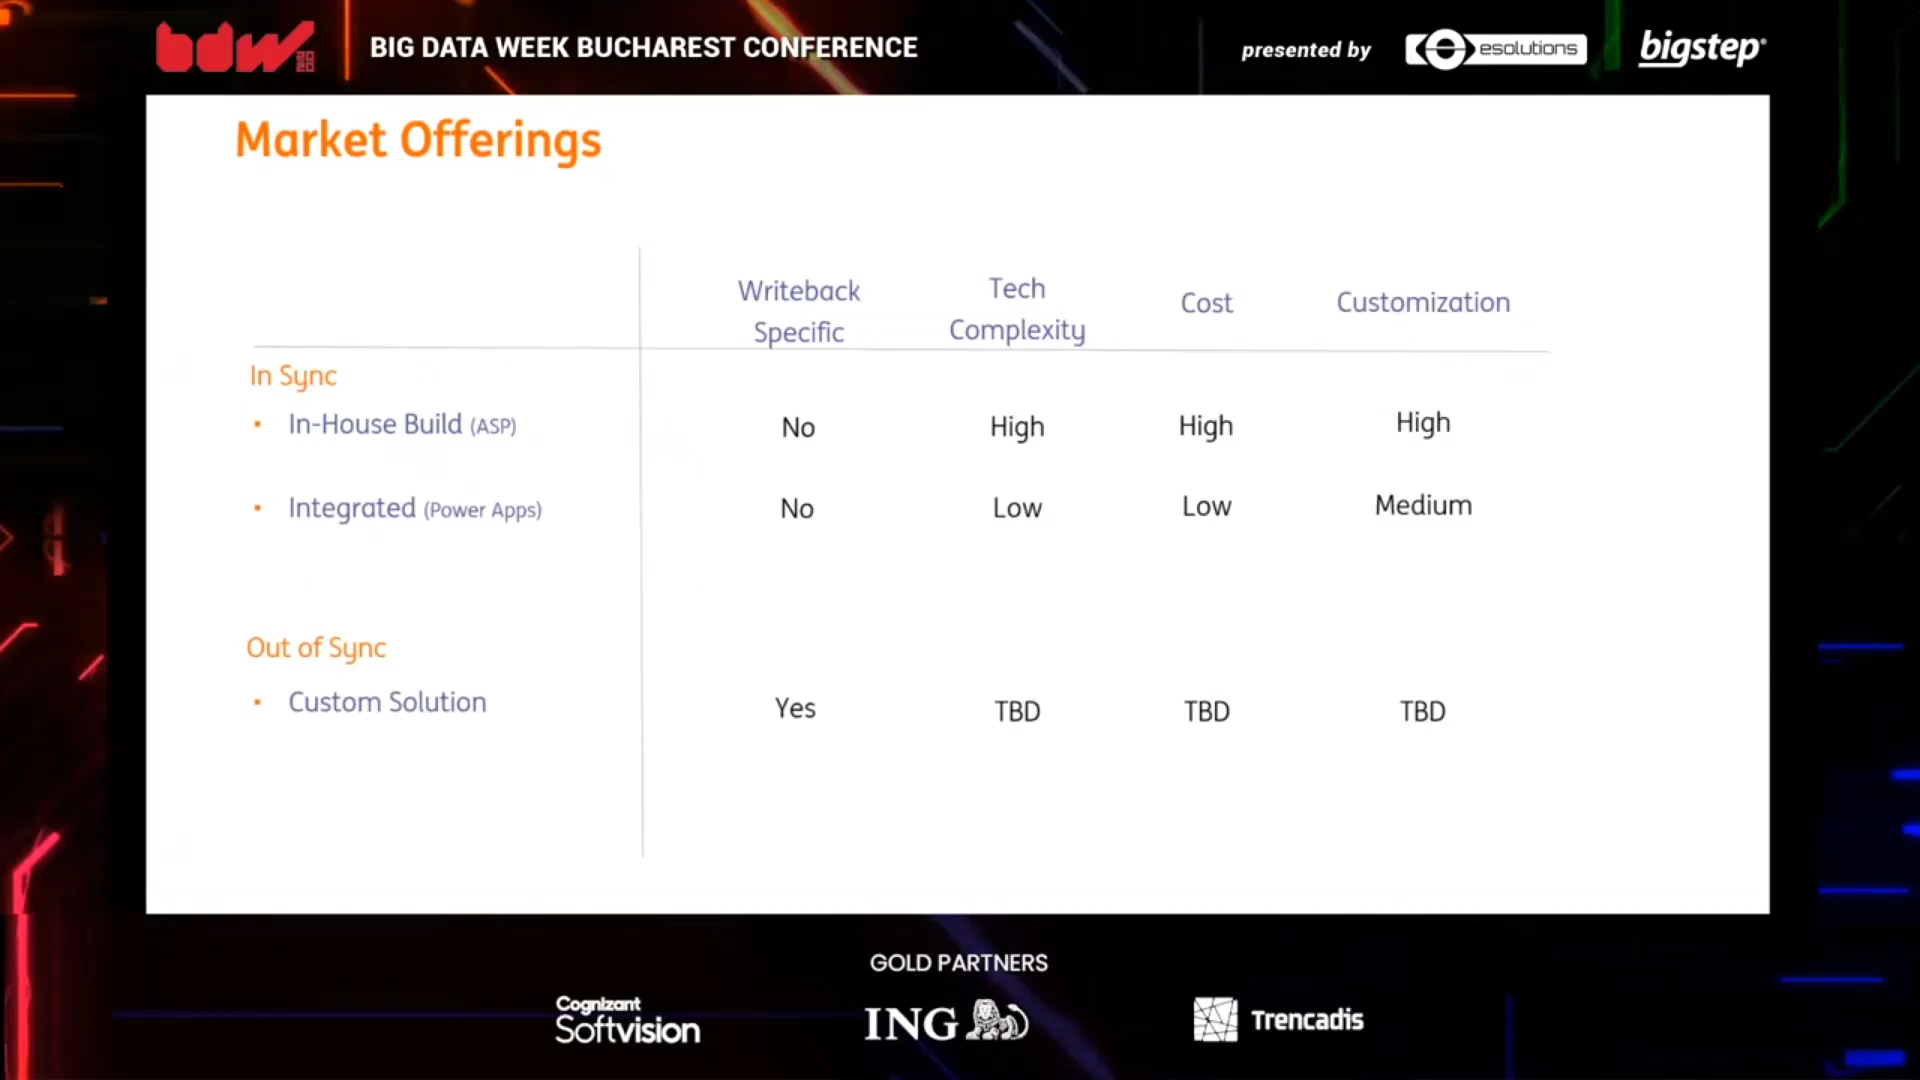 bdw 2020
BIG DATA WEEK BUCHAREST CONFERENCE
presented by
esolutions
bigstep®
Market Offerings
Writeback Specific
Tech Complexity
Cost
Customization
In Sync
• In-House Build (ASP)
No
High
High
High
• Integrated (Power Apps)
No
Low
Low
Medium
Out of Sync
• Custom Solution
Yes
TBD
TBD
TBD
GOLD PARTNERS
Cognizant
Softvision
ING
Trencadis